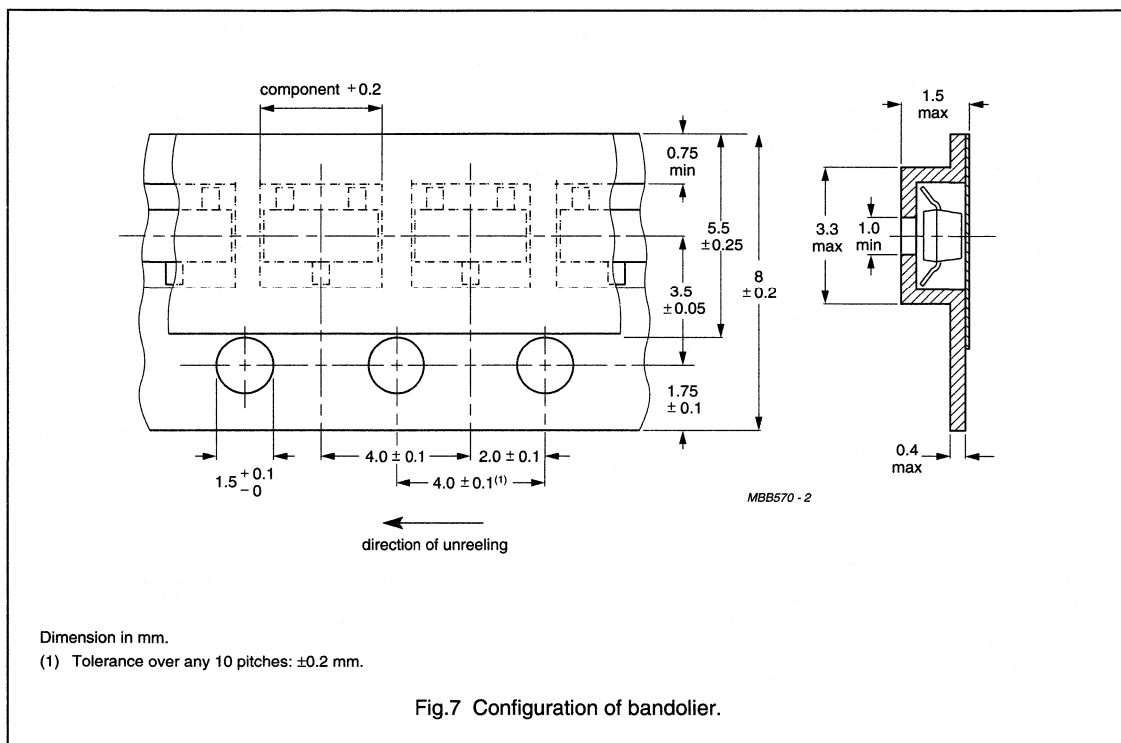 component +0.2
1.5
max
0.75
min
5.5
±0.25
8
±0.2
3.5
±0.05
3.3
max
1.0
min
1.75
±0.1
0.4
max
4.0 ± 0.1
2.0 ± 0.1
1.5 +0.1 −0
4.0 ± 0.1(1)
MBB570 - 2
direction of unreeling
Dimension in mm.
(1) Tolerance over any 10 pitches: ±0.2 mm.
Fig.7 Configuration of bandolier.